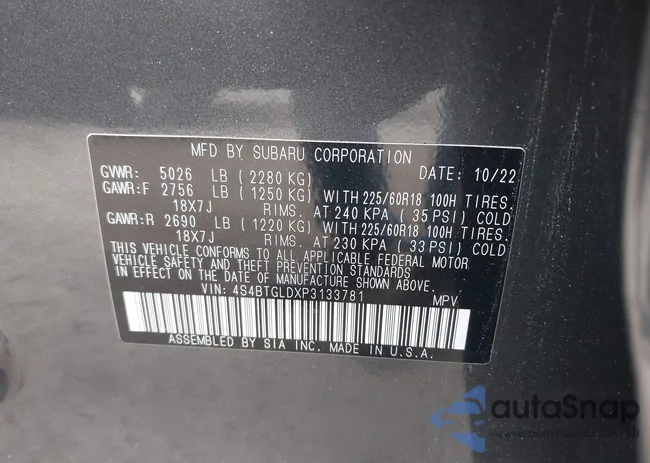 MFD BY SUBARU CORPORATION DATE: 10/22
GVWR: 5026 LB (2280 KG)
GAWR:F 2756 LB (1250 KG) WITH 225/60R18 100H TIRES.
18X7J RIMS. AT 240 KPA (35 PSI) COLD
GAWR:R 2690 LB (1220 KG) WITH 225/60R18 100H TIRES.
18X7J RIMS. AT 230 KPA (33 PSI) COLD
THIS VEHICLE CONFORMS TO ALL APPLICABLE FEDERAL MOTOR
VEHICLE SAFETY AND THEFT PREVENTION STANDARDS
IN EFFECT ON THE DATE OF MANUFACTURE SHOWN ABOVE.
VIN: 4S4BTGLDXP3133781 MPV
ASSEMBLED BY SIA INC. MADE IN U.S.A.
autaSnap